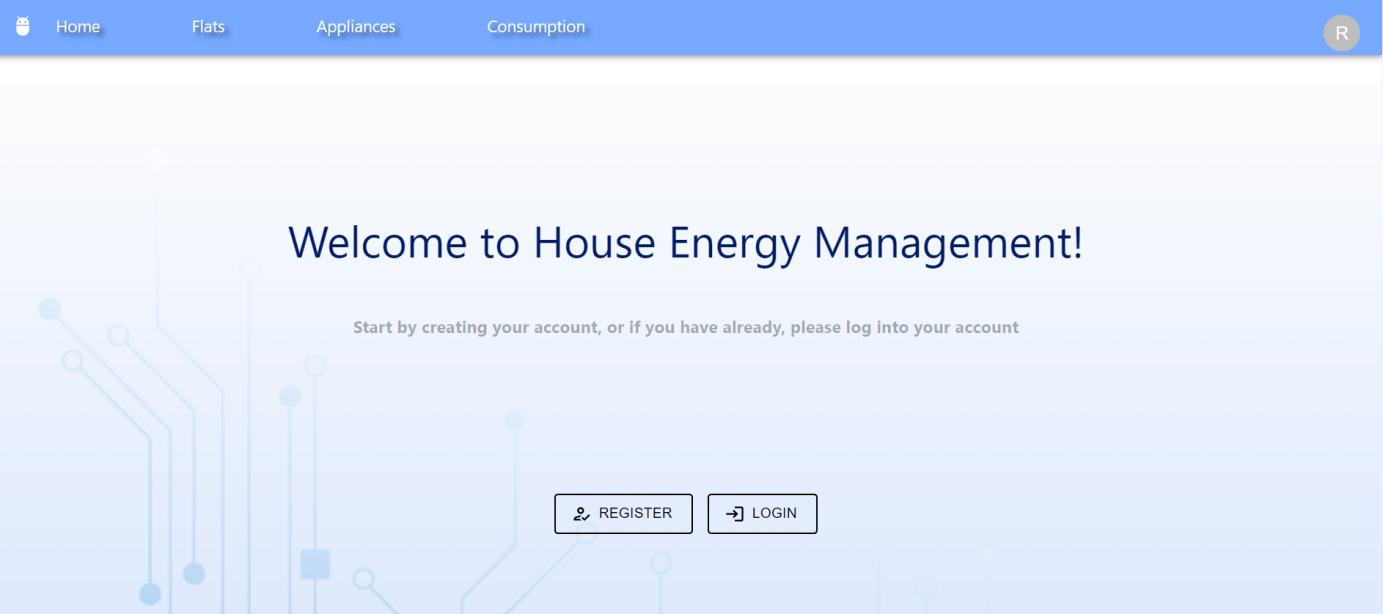 Home Flats Appliances Consumption R
Welcome to House Energy Management!
Start by creating your account, or if you have already, please log into your account
REGISTER LOGIN